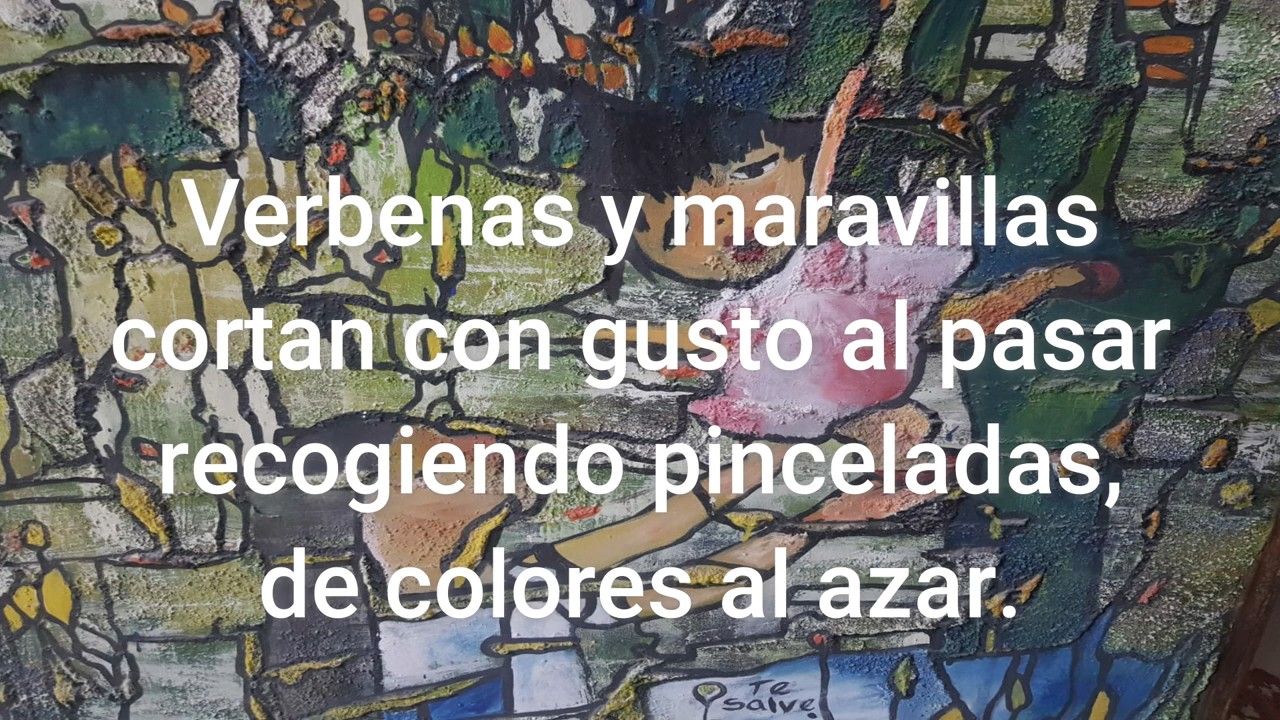 Verbenas y maravillas
cortan con gusto al pasar
recogiendo pinceladas,
de colores al azar.
Te
salve